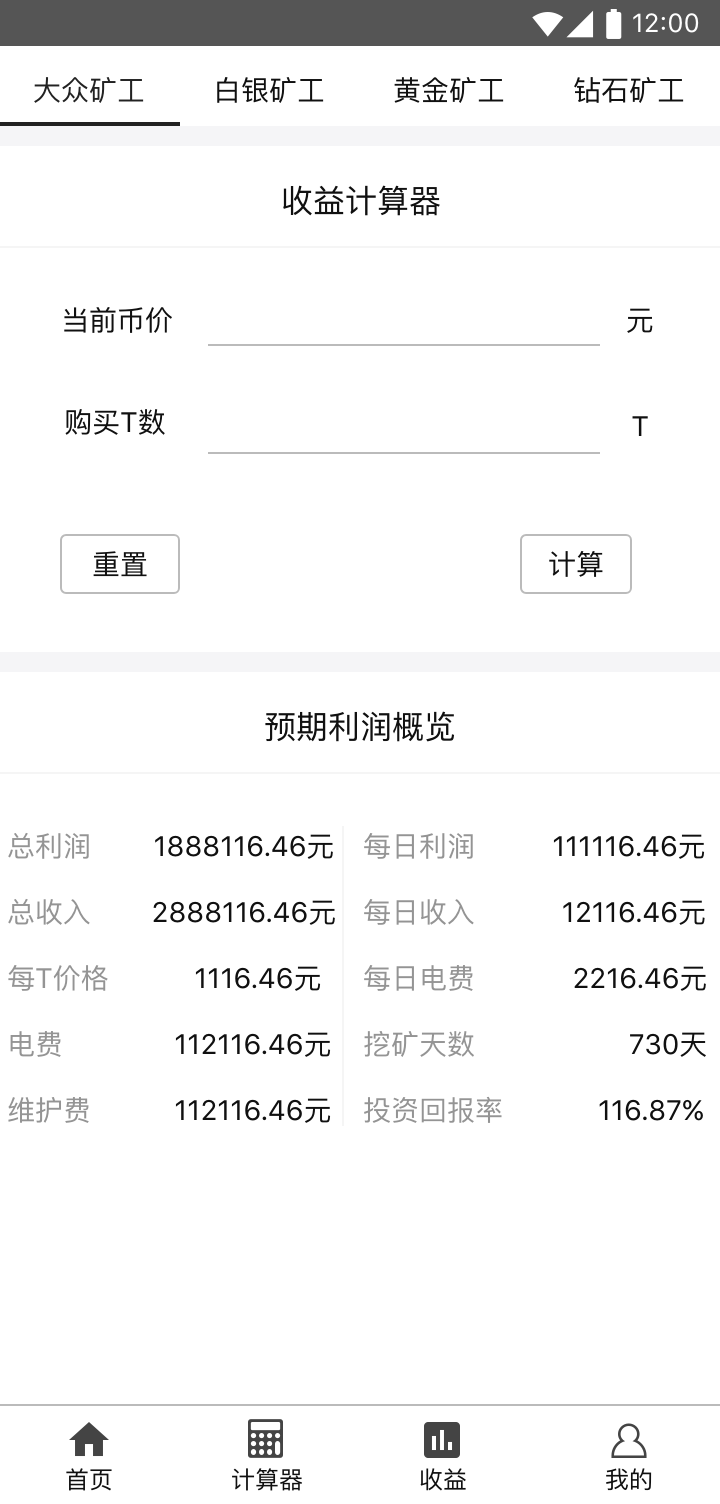 12:00
大众矿工 白银矿工 黄金矿工 钻石矿工
收益计算器
当前币价 元
购买T数 T
重置 计算
预期利润概览
总利润 1888116.46元 每日利润 111116.46元
总收入 2888116.46元 每日收入 12116.46元
每T价格 1116.46元 每日电费 2216.46元
电费 112116.46元 挖矿天数 730天
维护费 112116.46元 投资回报率 116.87%
首页 计算器 收益 我的